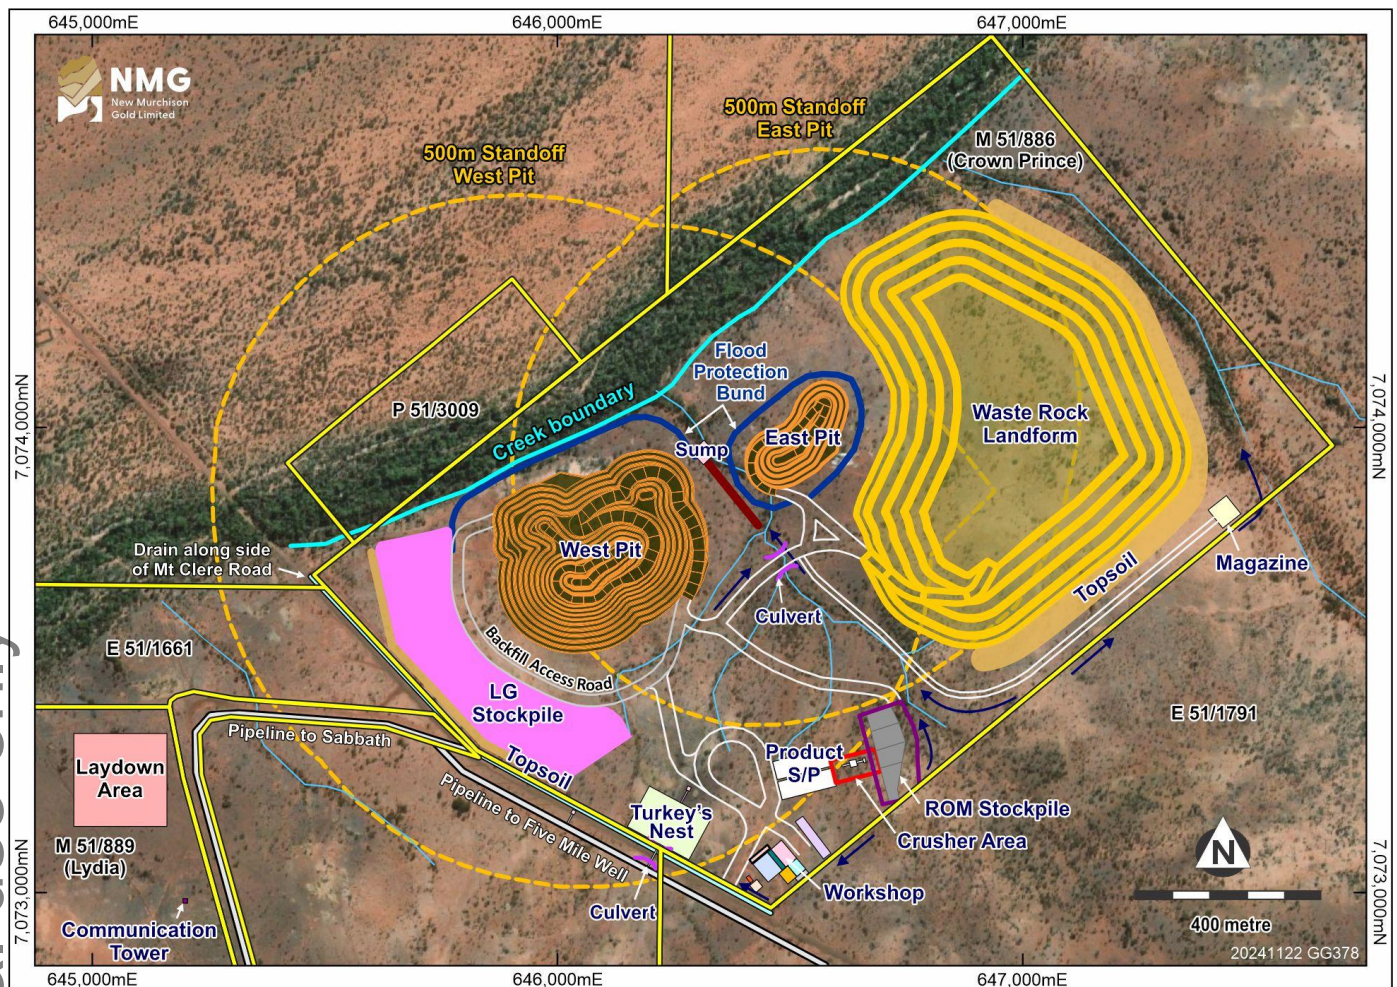 645,000mE
646,000mE
647,000mE
NMG
New Murchison
Gold Limited
500m Standoff
East Pit
500m Standoff
West Pit
M 51/886
(Crown Prince)
7,074,000mN
7,074,000mN
P 51/3009
Creek boundary
Flood
Protection
Bund
Sump
East Pit
Waste Rock
Landform
Drain along side
of Mt Clere Road
West Pit
Culvert
Topsoil
Magazine
E 51/1661
Backfill Access Road
LG
Stockpile
E 51/1791
Pipeline to Sabbath
Topsoil
Laydown
Area
Pipeline to Five Mile Well
Product
S/P
Turkey's
Nest
ROM Stockpile
Crusher Area
M 51/889
(Lydia)
Workshop
Culvert
Communication
Tower
N
400 metre
20241122 GG378
7,073,000mN
7,073,000mN
645,000mE
646,000mE
647,000mE